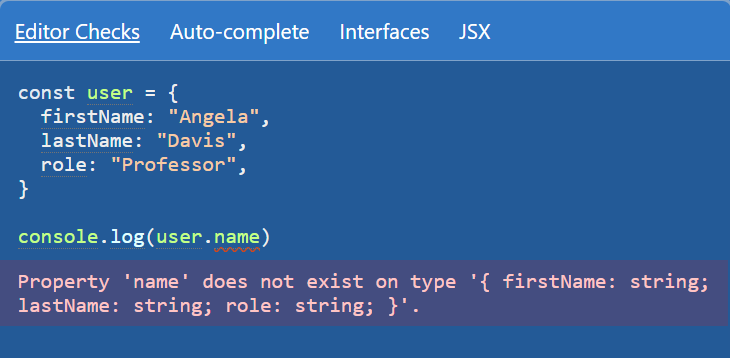 Editor Checks Auto-complete Interfaces JSX
const user = {
  firstName: "Angela",
  lastName: "Davis",
  role: "Professor",
}
console.log(user.name)
Property 'name' does not exist on type '{ firstName: string;
lastName: string; role: string; }'.